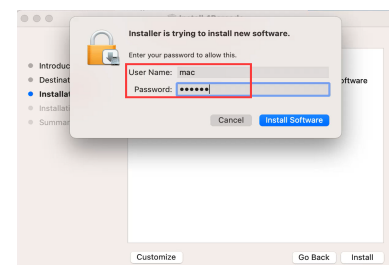 Installer is trying to install new software.
Enter your password to allow this.
User Name: mac
Password: ••••••
Cancel Install Software
Introduc
Destinat
Installat
Installati
Summar
oftware
Customize Go Back Install